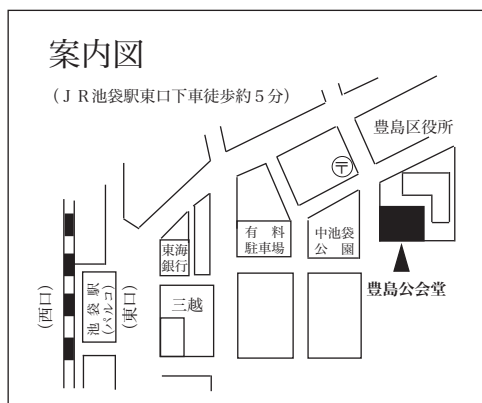 案内図
(ＪＲ池袋駅東口下車徒歩約５分)
豊島区役所
〒
東海
銀行
有　料
駐車場
中池袋
公　園
豊島公会堂
三越
(西口)
池袋駅
(パルコ)
(東口)